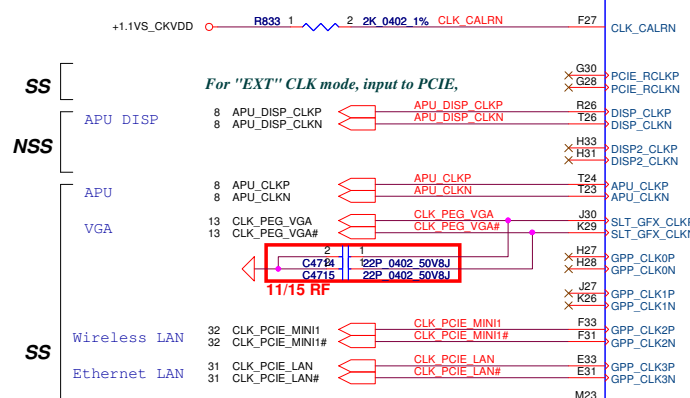 +1.1VS_CKVDD R833 1 2 2K_0402_1% CLK_CALRN F27 CLK_CALRN
SS
For "EXT" CLK mode, input to PCIE,
G30 PCIE_RCLKP
G28 PCIE_RCLKN
NSS
APU DISP
8 APU_DISP_CLKP APU_DISP_CLKP R26 DISP_CLKP
8 APU_DISP_CLKN APU_DISP_CLKN T26 DISP_CLKN
H33 DISP2_CLKP
H31 DISP2_CLKN
APU
8 APU_CLKP APU_CLKP T24 APU_CLKP
8 APU_CLKN APU_CLKN T23 APU_CLKN
VGA
13 CLK_PEG_VGA CLK_PEG_VGA J30 SLT_GFX_CLKP
13 CLK_PEG_VGA# CLK_PEG_VGA# K29 SLT_GFX_CLKN
2 1
C4714 22P_0402_50V8J H27 GPP_CLK0P
C4715 22P_0402_50V8J H28 GPP_CLK0N
11/15 RF
J27 GPP_CLK1P
K26 GPP_CLK1N
SS
Wireless LAN
32 CLK_PCIE_MINI1 CLK_PCIE_MINI1 F33 GPP_CLK2P
32 CLK_PCIE_MINI1# CLK_PCIE_MINI1# F31 GPP_CLK2N
Ethernet LAN
31 CLK_PCIE_LAN CLK_PCIE_LAN E33 GPP_CLK3P
31 CLK_PCIE_LAN# CLK_PCIE_LAN# E31 GPP_CLK3N
M23